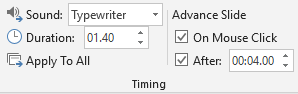 Sound: Typewriter
Duration: 01.40
Apply To All
Advance Slide
On Mouse Click
After: 00:04.00
Timing